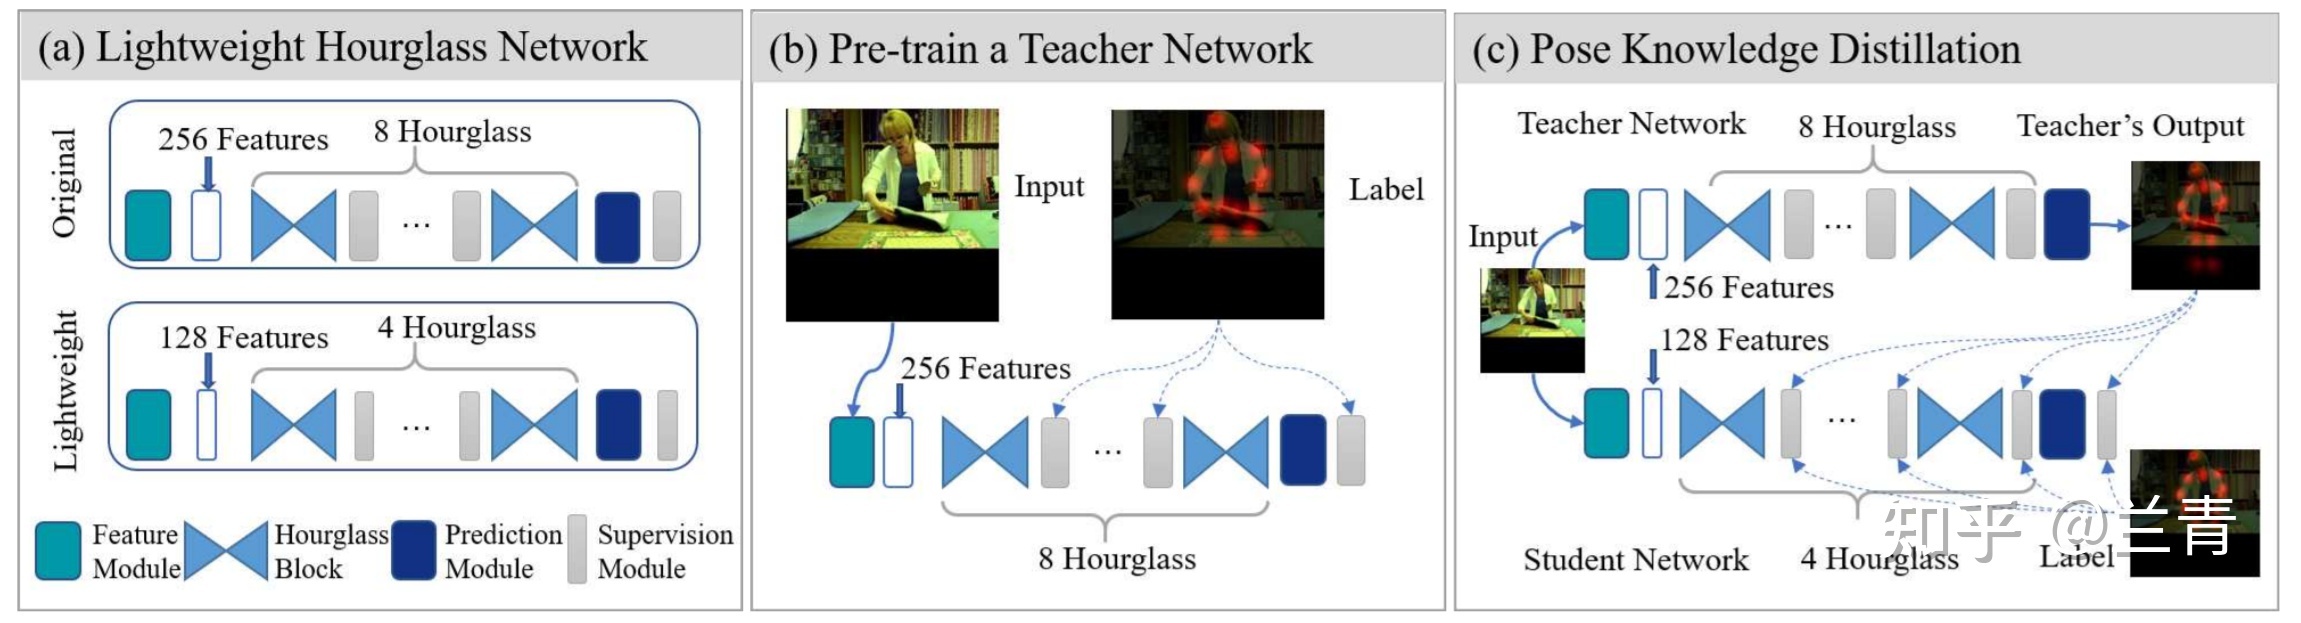 (a) Lightweight Hourglass Network
Original
256 Features
8 Hourglass
...
Lightweight
128 Features
4 Hourglass
...
Feature
Module
Hourglass
Block
Prediction
Module
Supervision
Module
(b) Pre-train a Teacher Network
Input
Label
256 Features
...
8 Hourglass
(c) Pose Knowledge Distillation
Teacher Network
8 Hourglass
Teacher's Output
Input
...
256 Features
128 Features
...
Student Network
4 Hourglass
Label
知乎 @兰青